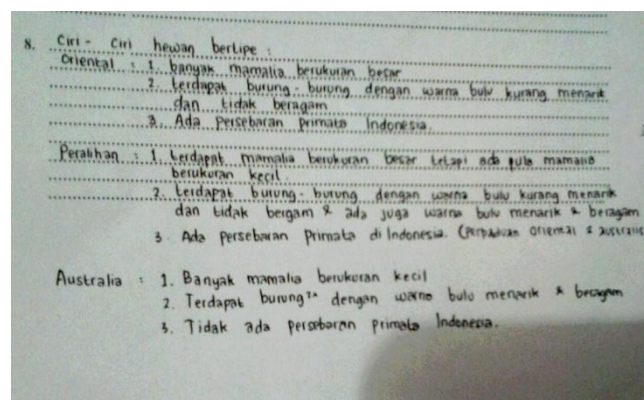 8. Ciri - Ciri hewan bertipe :
Oriental : 1. banyak mamalia berukuran besar
2. terdapat burung - burung dengan warna bulu kurang menarik
dan tidak beragam
3. Ada persebaran primata Indonesia.
Peralihan : 1. terdapat mamalia berukuran besar tetapi ada pula mamalia
berukuran kecil.
2. terdapat burung - burung dengan warna bulu kurang menarik
dan tidak bergam & ada juga warna bulu menarik & beragam
3. Ada persebaran primata di Indonesia. (Perpaduan oriental & australis
Australia : 1. Banyak mamalia berukuran kecil
2. Terdapat burung²" dengan warna bulu menarik & beragam
3. Tidak ada persebaran primata Indonesia.